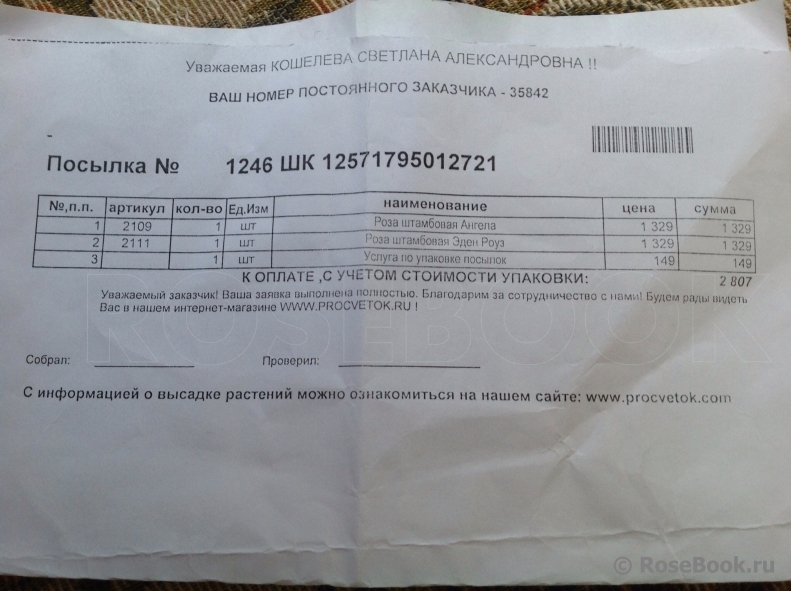 Уважаемая КОШЕЛЕВА СВЕТЛАНА АЛЕКСАНДРОВНА !!
ВАШ НОМЕР ПОСТОЯННОГО ЗАКАЗЧИКА - 35842
-
Посылка № 1246 ШК 12571795012721
№,п.п. артикул кол-во Ед.Изм наименование цена сумма
1 2109 1 шт Роза штамбовая Ангела 1 329 1 329
2 2111 1 шт Роза штамбовая Эден Роуз 1 329 1 329
3 1 шт Услуга по упаковке посылок 149 149
К ОПЛАТЕ ,С УЧЕТОМ СТОИМОСТИ УПАКОВКИ: 2 807
Уважаемый заказчик! Ваша заявка выполнена полностью. Благодарим за сотрудничество с нами! Будем рады видеть
Вас в нашем интернет-магазине WWW.PROCVETOK.RU !
ROSEBOOK
Собрал: Проверил:
С информацией о высадке растений можно ознакомиться на нашем сайте: www.procvetok.com
© RoseBook.ru